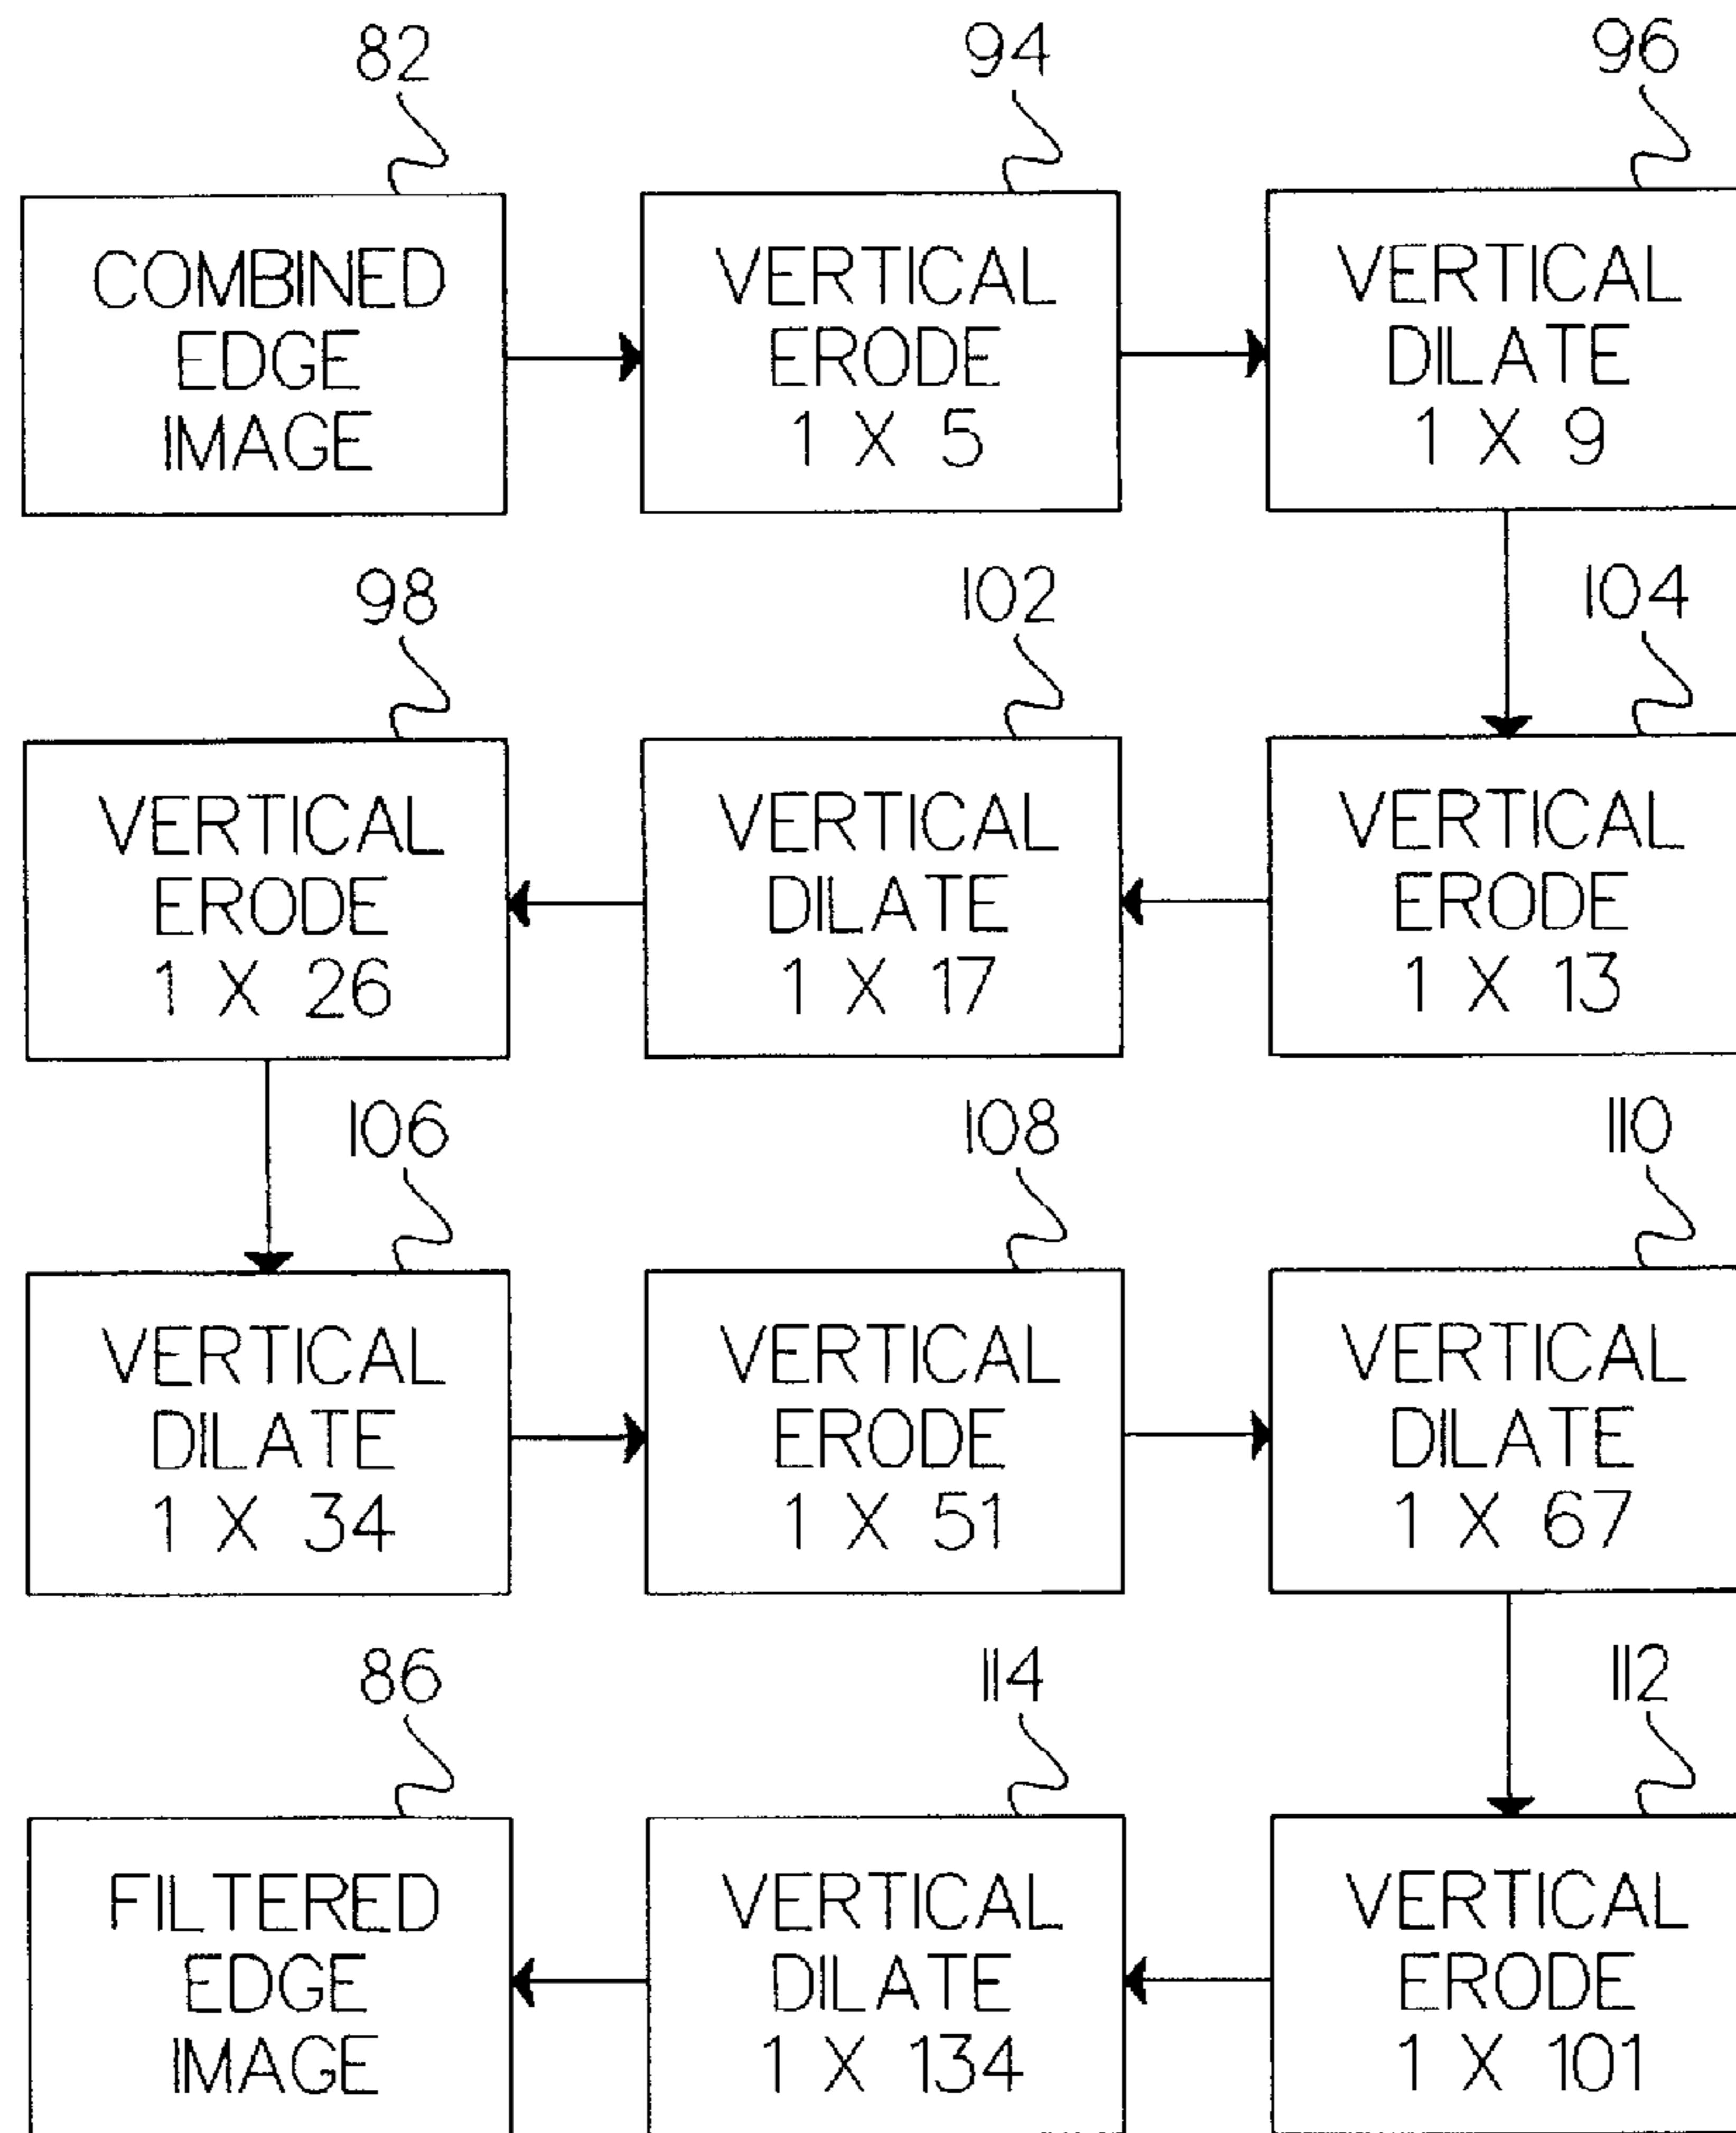 82
94
96
COMBINED
EDGE
IMAGE
VERTICAL
ERODE
1 X 5
VERTICAL
DILATE
1 X 9
98
102
104
VERTICAL
ERODE
1 X 26
VERTICAL
DILATE
1 X 17
VERTICAL
ERODE
1 X 13
106
108
110
VERTICAL
DILATE
1 X 34
VERTICAL
ERODE
1 X 51
VERTICAL
DILATE
1 X 67
86
114
112
FILTERED
EDGE
IMAGE
VERTICAL
DILATE
1 X 134
VERTICAL
ERODE
1 X 101